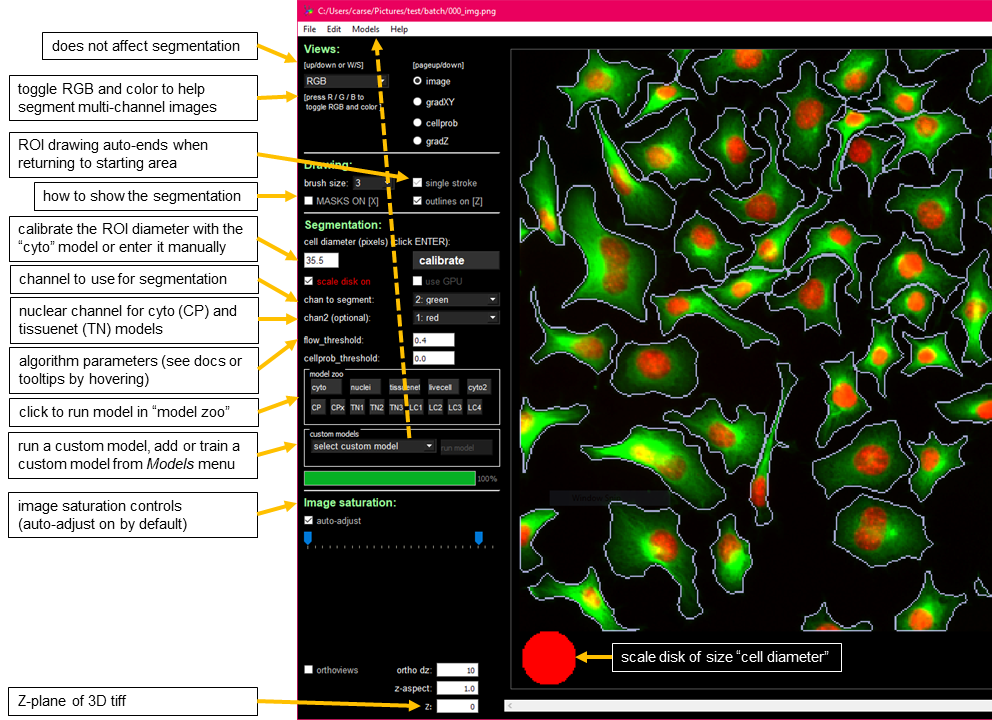 C:/Users/carse/Pictures/test/batch/000_img.png
File Edit Models Help
does not affect segmentation
toggle RGB and color to help
segment multi-channel images
ROI drawing auto-ends when
returning to starting area
how to show the segmentation
calibrate the ROI diameter with the
"cyto" model or enter it manually
channel to use for segmentation
nuclear channel for cyto (CP) and
tissuenet (TN) models
algorithm parameters (see docs or
tooltips by hovering)
click to run model in "model zoo"
run a custom model, add or train a
custom model from Models menu
image saturation controls
(auto-adjust on by default)
Z-plane of 3D tiff
Views:
[up/down or W/S] [pageup/down]
RGB image
[press R / G / B to
toggle RGB and color
gradXY
cellprob
gradZ
Drawing:
brush size: 3 single stroke
MASKS ON [X] outlines on [Z]
Segmentation:
cell diameter (pixels) click ENTER):
35.5 calibrate
scale disk on use GPU
chan to segment: 2: green
chan2 (optional): 1: red
flow_threshold: 0.4
cellprob_threshold: 0.0
model zoo
cyto nuclei tissuenet livecell cyto2
CP CPx TN1 TN2 TN3 LC1 LC2 LC3 LC4
custom models
select custom model run model
100%
Image saturation:
auto-adjust
orthoviews ortho dz: 10
z-aspect: 1.0
Z: 0
scale disk of size "cell diameter"